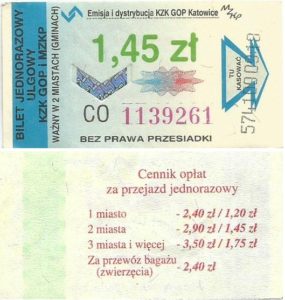 Emisja i dystrybucja KZK GOP Katowice
BILET JEDNORAZOWY
ULGOWY
KZK GOP I MZKP
WAŻNY W 2 MIASTACH (GMINACH)
1,45 zł
TU
KASOWAĆ
CO 1139261
BEZ PRAWA PRZESIADKI
Cennik opłat
za przejazd jednorazowy
1 miasto - 2,40 zł / 1,20 zł
2 miasta - 2,90 zł / 1,45 zł
3 miasta i więcej - 3,50 zł / 1,75 zł
Za przewóz bagażu
(zwierzęcia) - 2,40 zł